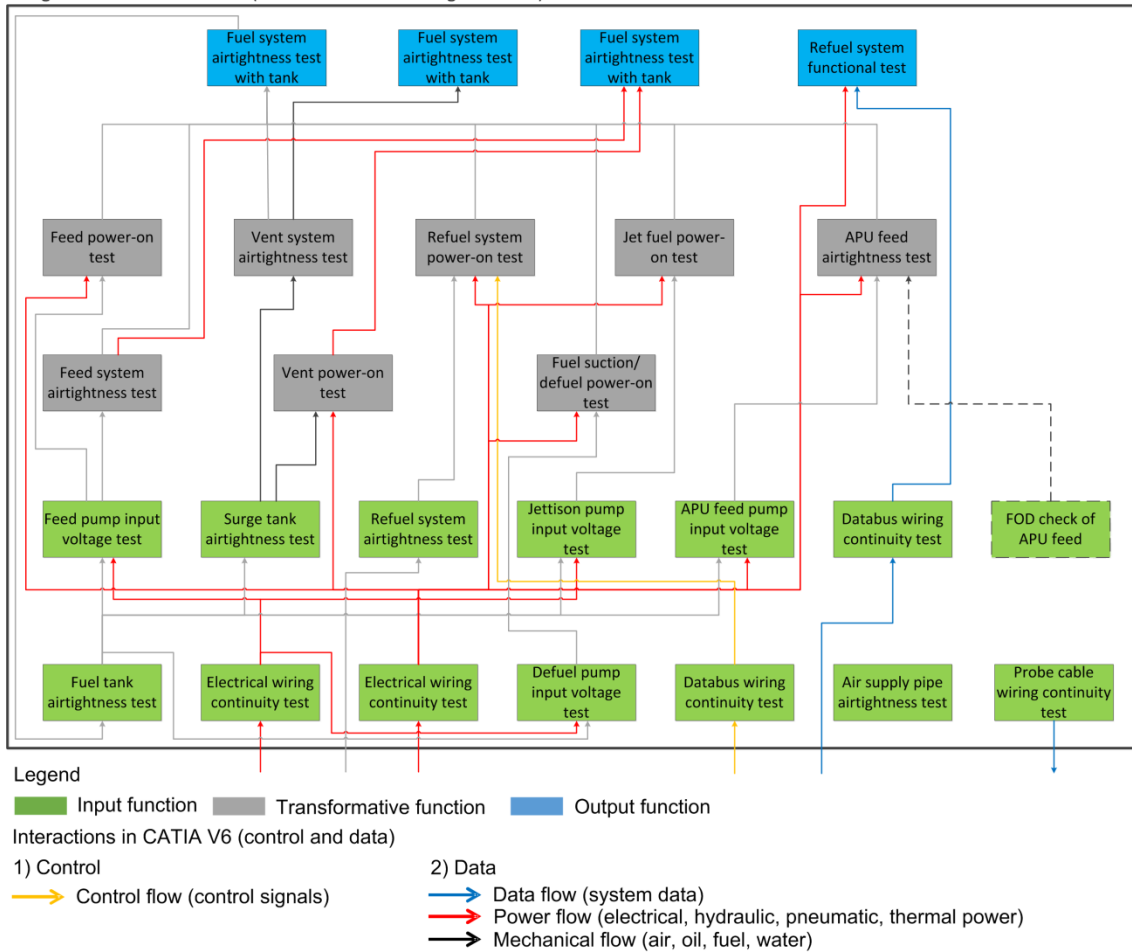 Fuel system
airtightness test
with tank
Fuel system
airtightness test
with tank
Fuel system
airtightness test
with tank
Refuel system
functional test
Feed power-on
test
Vent system
airtightness test
Refuel system
power-on test
Jet fuel power-
on test
APU feed
airtightness test
Feed system
airtightness test
Vent power-on
test
Fuel suction/
defuel power-on
test
Feed pump input
voltage test
Surge tank
airtightness test
Refuel system
airtightness test
Jettison pump
input voltage
test
APU feed pump
input voltage
test
Databus wiring
continuity test
FOD check of
APU feed
Fuel tank
airtightness test
Electrical wiring
continuity test
Electrical wiring
continuity test
Defuel pump
input voltage
test
Databus wiring
continuity test
Air supply pipe
airtightness test
Probe cable
wiring continuity
test
Legend
Input function
Transformative function
Output function
Interactions in CATIA V6 (control and data)
1) Control
Control flow (control signals)
2) Data
Data flow (system data)
Power flow (electrical, hydraulic, pneumatic, thermal power)
Mechanical flow (air, oil, fuel, water)